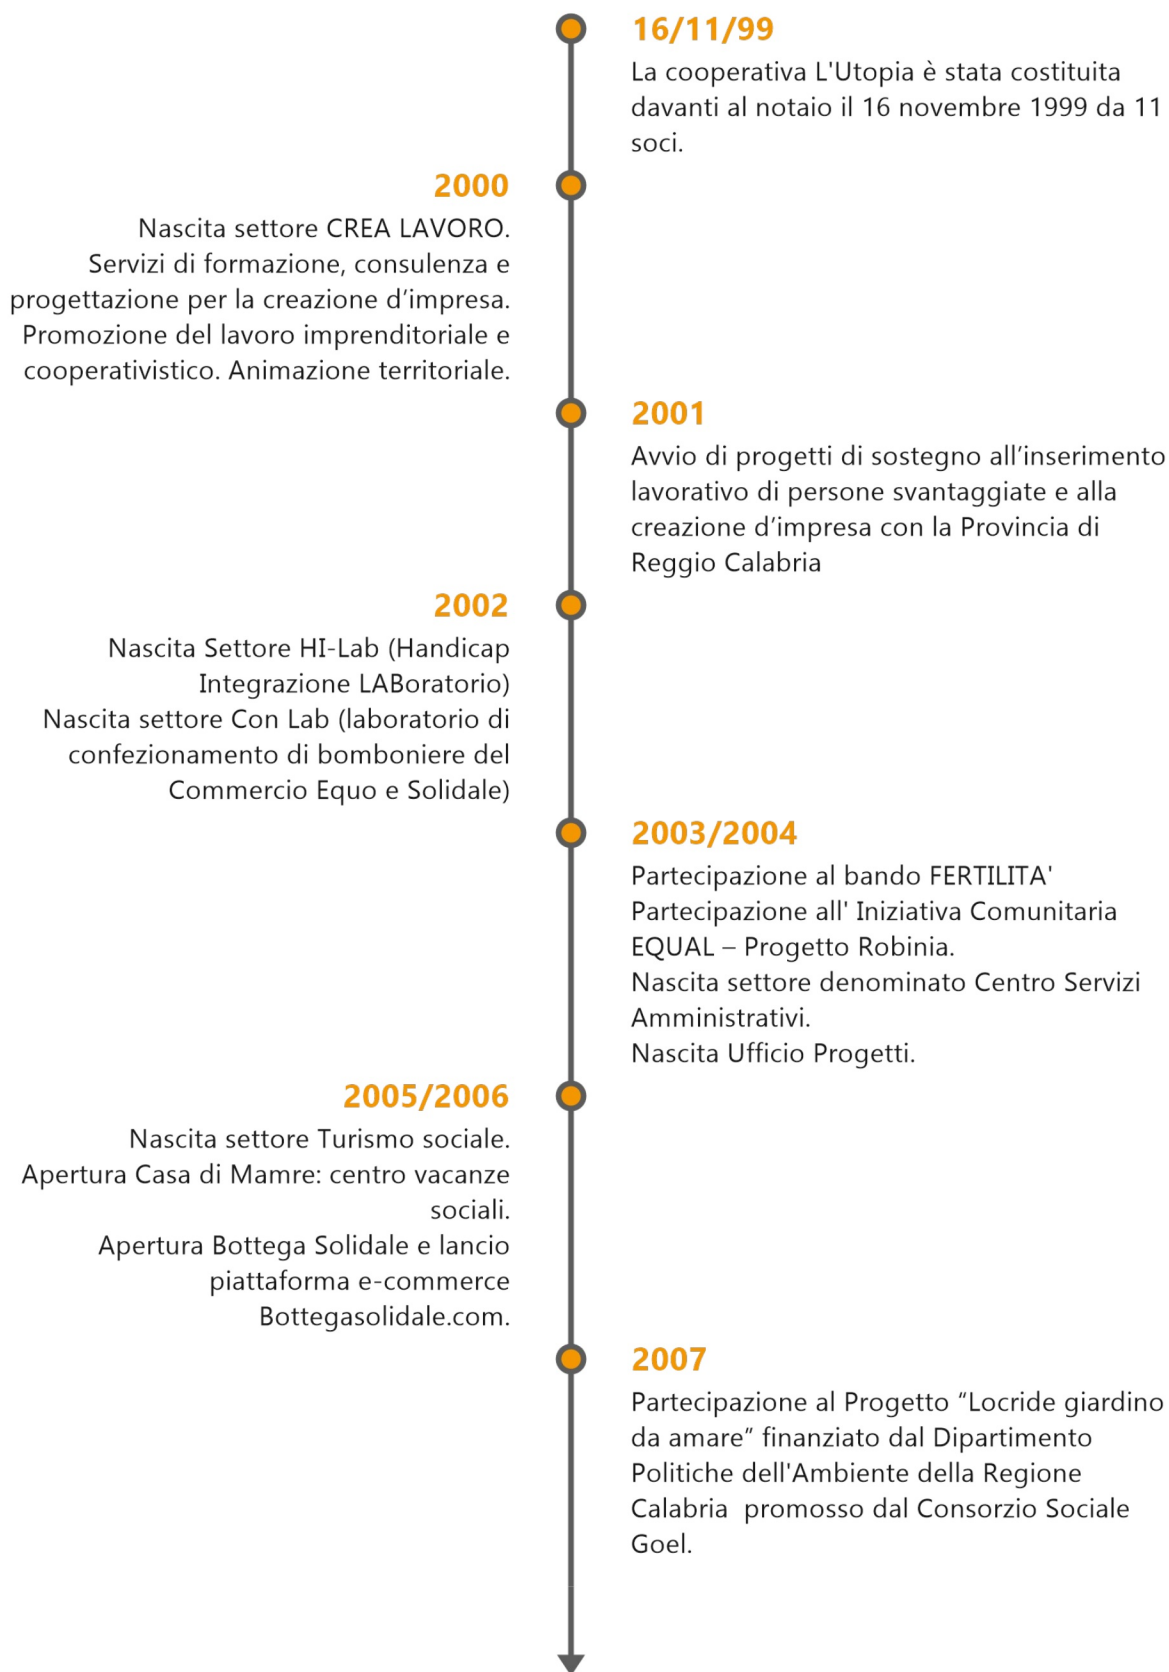 16/11/99
La cooperativa L'Utopia è stata costituita
davanti al notaio il 16 novembre 1999 da 11
soci.
2000
Nascita settore CREA LAVORO.
Servizi di formazione, consulenza e
progettazione per la creazione d’impresa.
Promozione del lavoro imprenditoriale e
cooperativistico. Animazione territoriale.
2001
Avvio di progetti di sostegno all’inserimento
lavorativo di persone svantaggiate e alla
creazione d’impresa con la Provincia di
Reggio Calabria
2002
Nascita Settore HI-Lab (Handicap
Integrazione LABoratorio)
Nascita settore Con Lab (laboratorio di
confezionamento di bomboniere del
Commercio Equo e Solidale)
2003/2004
Partecipazione al bando FERTILITA'
Partecipazione all' Iniziativa Comunitaria
EQUAL – Progetto Robinia.
Nascita settore denominato Centro Servizi
Amministrativi.
Nascita Ufficio Progetti.
2005/2006
Nascita settore Turismo sociale.
Apertura Casa di Mamre: centro vacanze
sociali.
Apertura Bottega Solidale e lancio
piattaforma e-commerce
Bottegasolidale.com.
2007
Partecipazione al Progetto “Locride giardino
da amare” finanziato dal Dipartimento
Politiche dell'Ambiente della Regione
Calabria  promosso dal Consorzio Sociale
Goel.